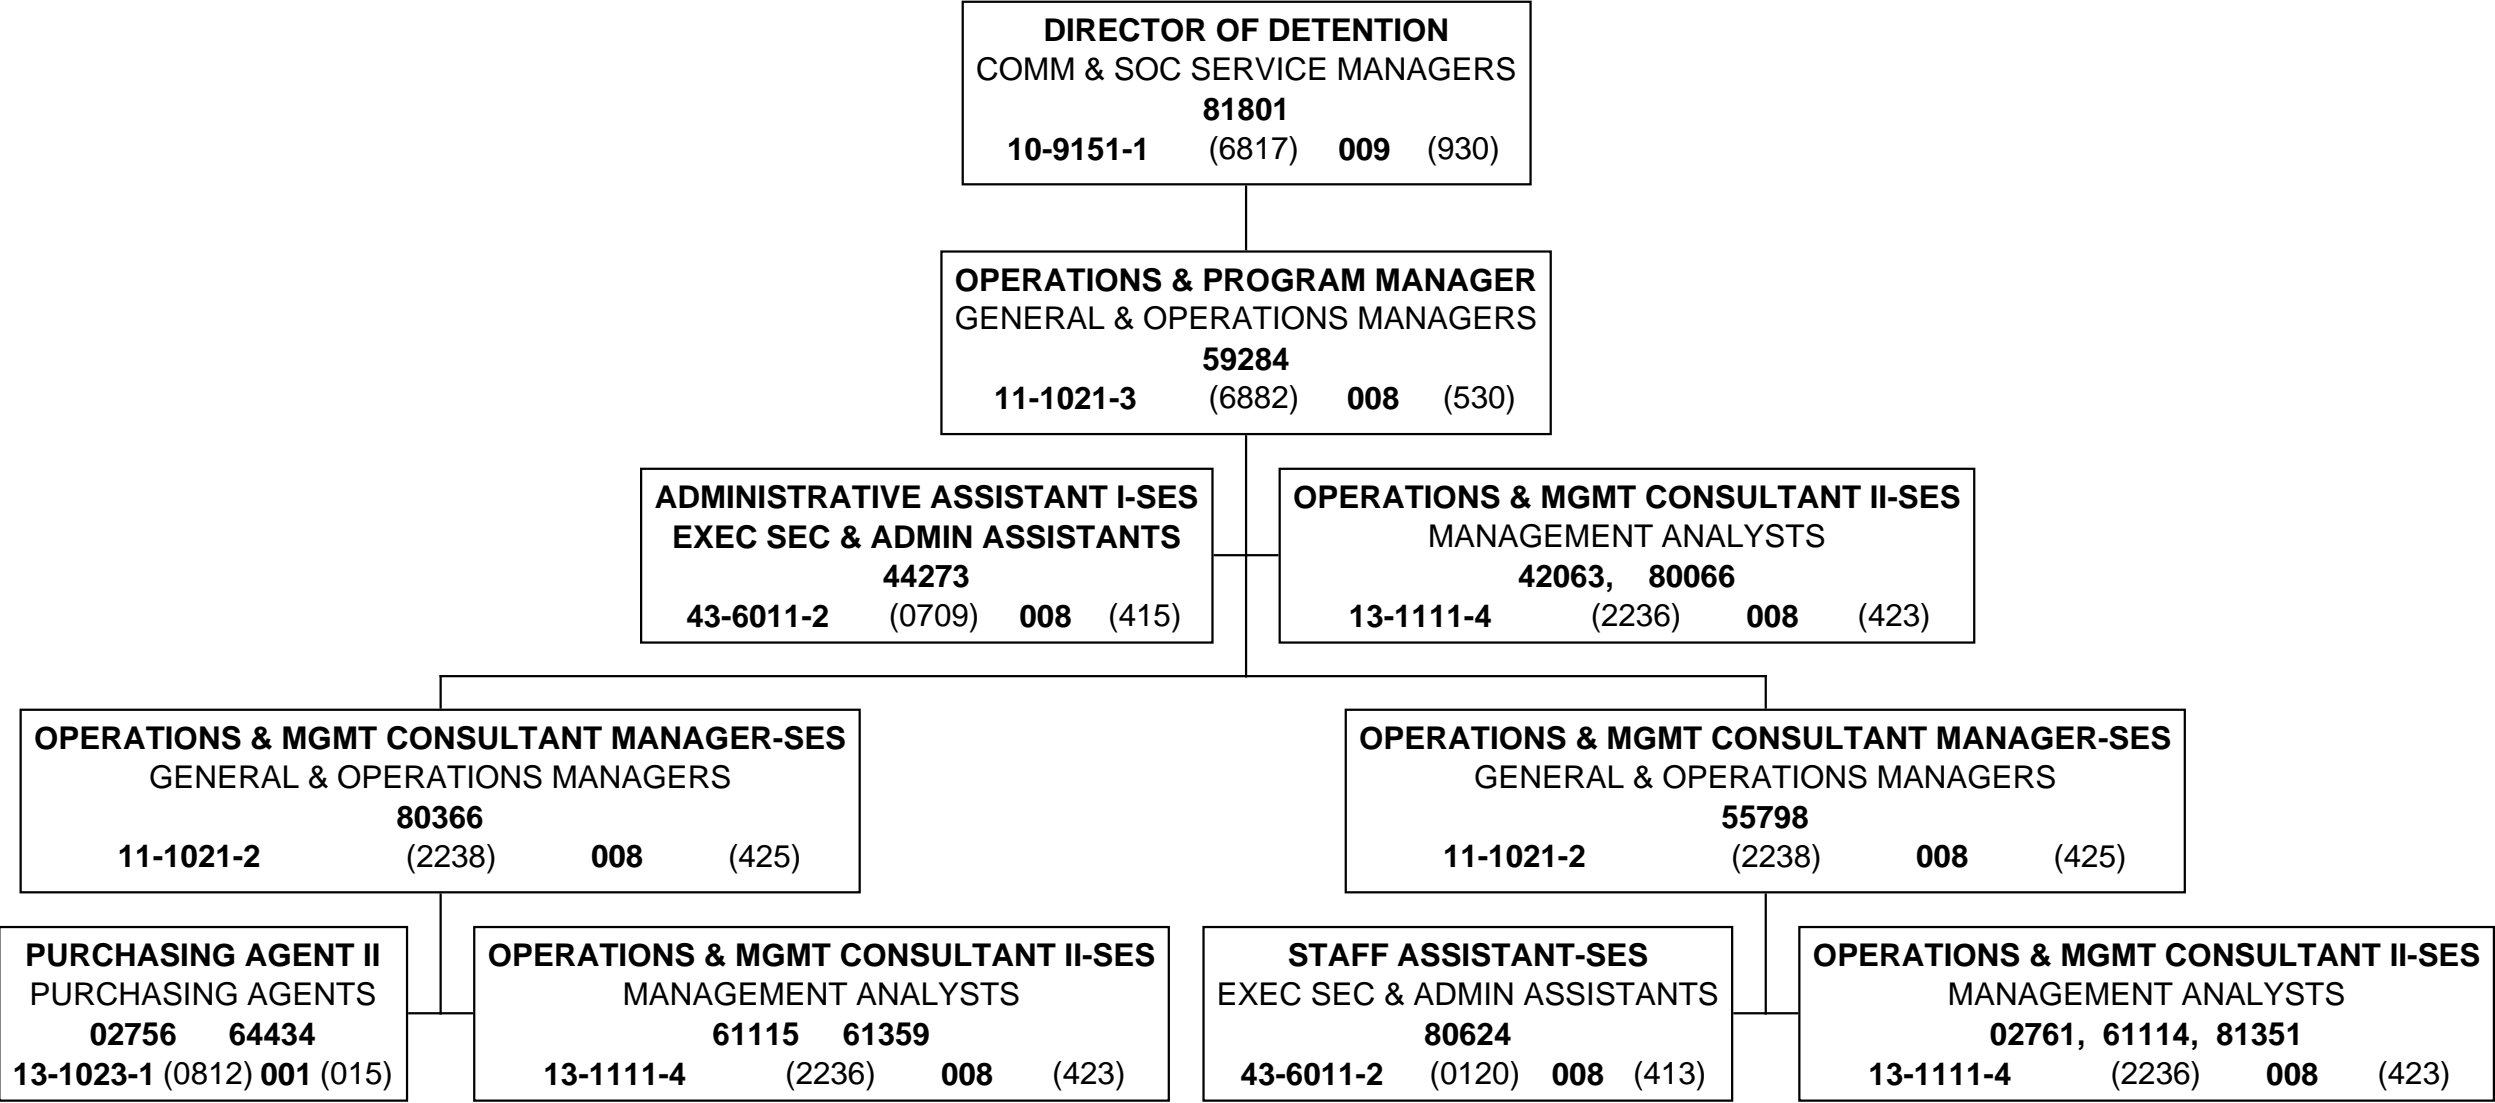 DIRECTOR OF DETENTION
COMM & SOC SERVICE MANAGERS
81801
10-9151-1 (6817) 009 (930)
OPERATIONS & PROGRAM MANAGER
GENERAL & OPERATIONS MANAGERS
59284
11-1021-3 (6882) 008 (530)
ADMINISTRATIVE ASSISTANT I-SES
EXEC SEC & ADMIN ASSISTANTS
44273
43-6011-2 (0709) 008 (415)
OPERATIONS & MGMT CONSULTANT II-SES
MANAGEMENT ANALYSTS
42063, 80066
13-1111-4 (2236) 008 (423)
OPERATIONS & MGMT CONSULTANT MANAGER-SES
GENERAL & OPERATIONS MANAGERS
80366
11-1021-2 (2238) 008 (425)
OPERATIONS & MGMT CONSULTANT MANAGER-SES
GENERAL & OPERATIONS MANAGERS
55798
11-1021-2 (2238) 008 (425)
PURCHASING AGENT II
PURCHASING AGENTS
02756 64434
13-1023-1 (0812) 001 (015)
OPERATIONS & MGMT CONSULTANT II-SES
MANAGEMENT ANALYSTS
61115 61359
13-1111-4 (2236) 008 (423)
STAFF ASSISTANT-SES
EXEC SEC & ADMIN ASSISTANTS
80624
43-6011-2 (0120) 008 (413)
OPERATIONS & MGMT CONSULTANT II-SES
MANAGEMENT ANALYSTS
02761, 61114, 81351
13-1111-4 (2236) 008 (423)